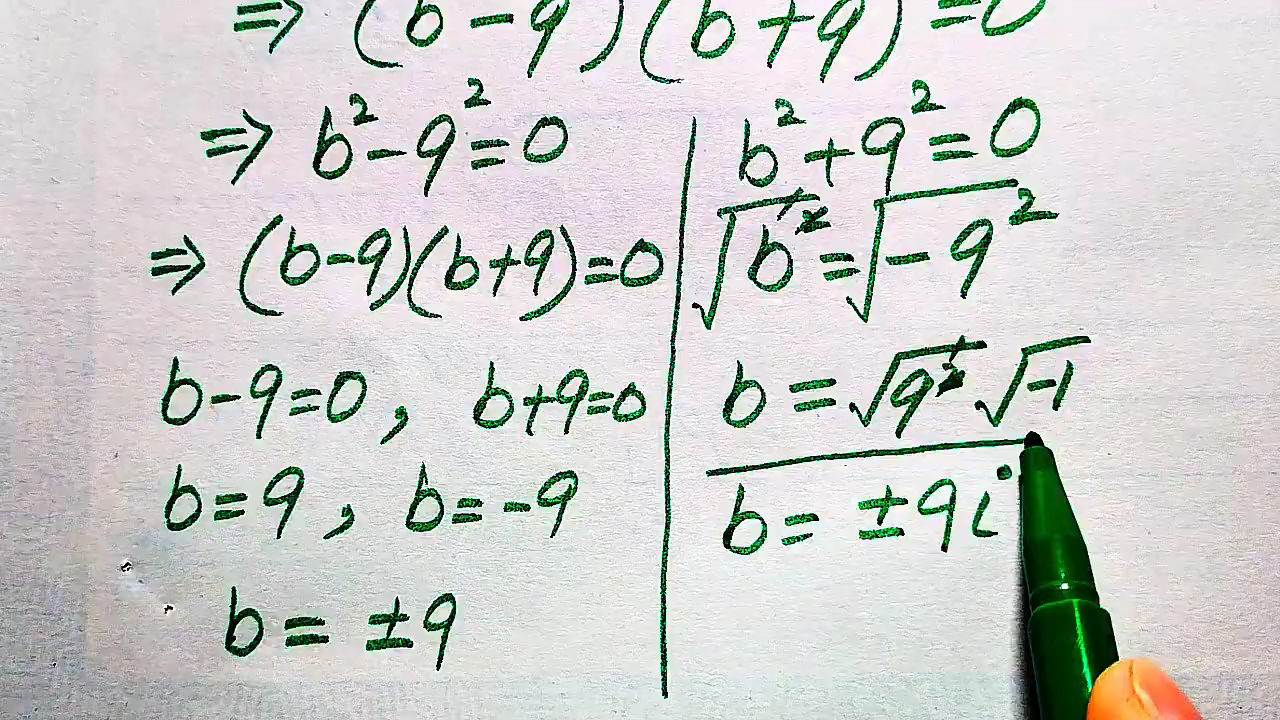 ⇒ (b-9)(b+9)=0
⇒ b²-9²=0
⇒ (b-9)(b+9)=0
b-9=0, b+9=0
b=9, b=-9
b= ±9
b²+9²=0
√b²=√-9²
b=√9²√-1
b= ±9i